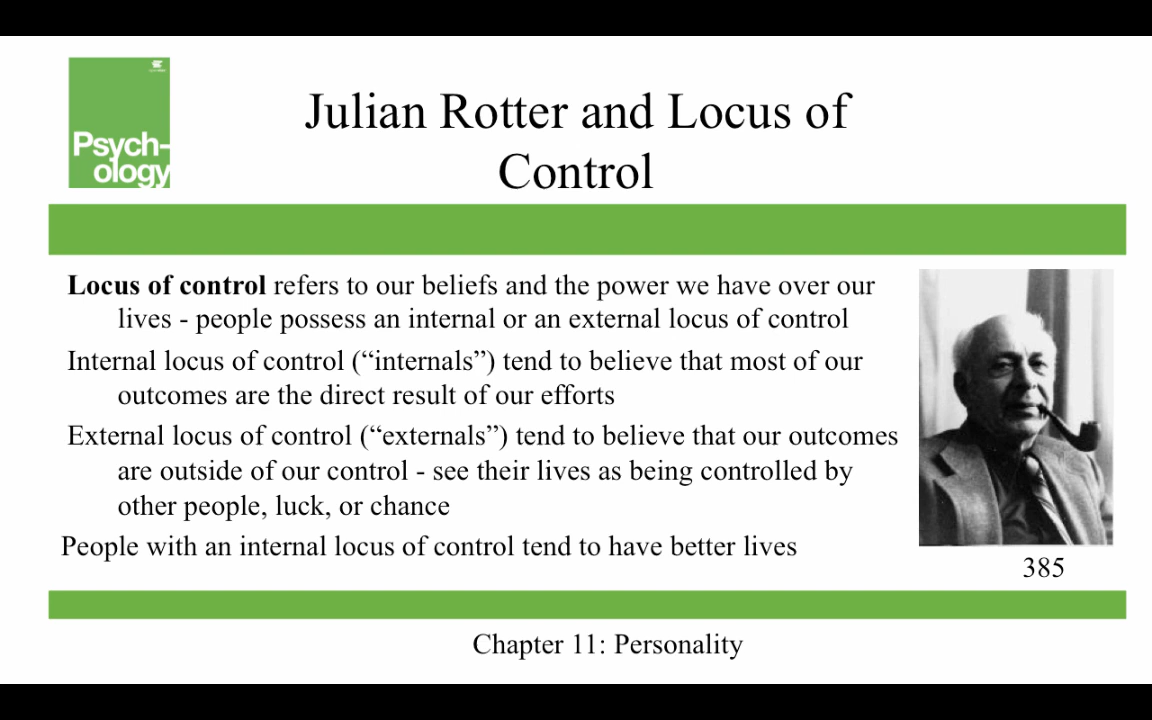 Psych-
ology
Julian Rotter and Locus of
Control
Locus of control refers to our beliefs and the power we have over our
lives - people possess an internal or an external locus of control
Internal locus of control (“internals”) tend to believe that most of our
outcomes are the direct result of our efforts
External locus of control (“externals”) tend to believe that our outcomes
are outside of our control - see their lives as being controlled by
other people, luck, or chance
People with an internal locus of control tend to have better lives
385
Chapter 11: Personality